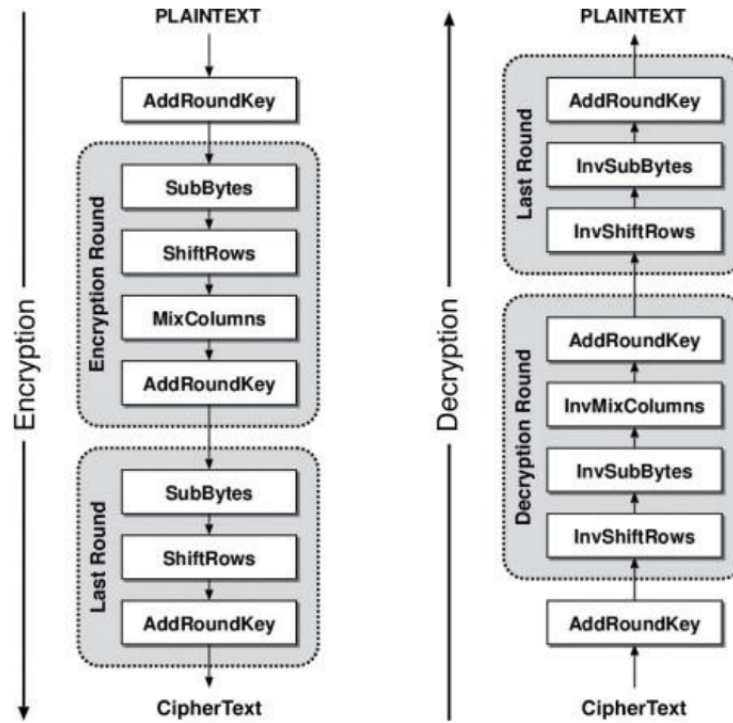 PLAINTEXT
AddRoundKey
Encryption Round
SubBytes
ShiftRows
MixColumns
AddRoundKey
Last Round
SubBytes
ShiftRows
AddRoundKey
CipherText
Encryption
PLAINTEXT
Last Round
AddRoundKey
InvSubBytes
InvShiftRows
Decryption Round
AddRoundKey
InvMixColumns
InvSubBytes
InvShiftRows
AddRoundKey
CipherText
Decryption